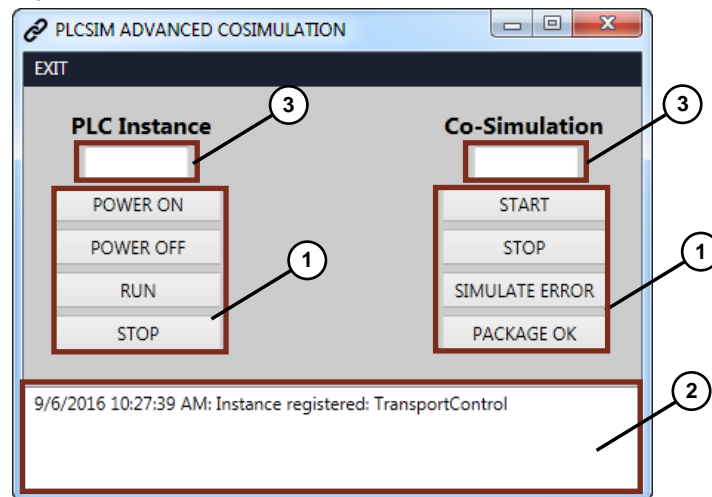 PLCSIM ADVANCED COSIMULATION
EXIT
3
3
PLC Instance
Co-Simulation
POWER ON
START
POWER OFF
STOP
1
1
RUN
SIMULATE ERROR
STOP
PACKAGE OK
2
9/6/2016 10:27:39 AM: Instance registered: TransportControl